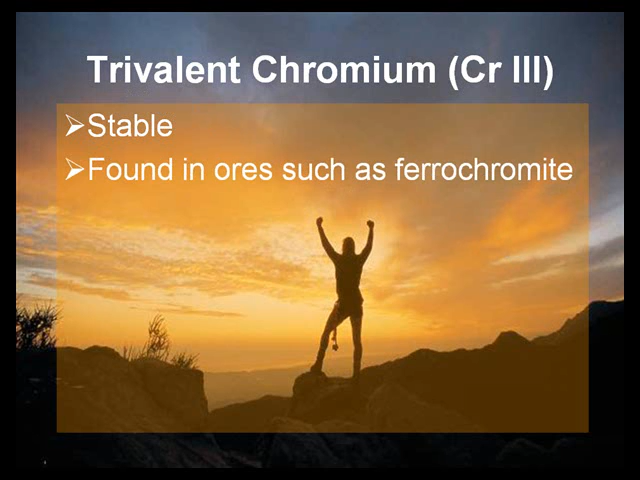 Trivalent Chromium (Cr III)
➢Stable
➢Found in ores such as ferrochromite